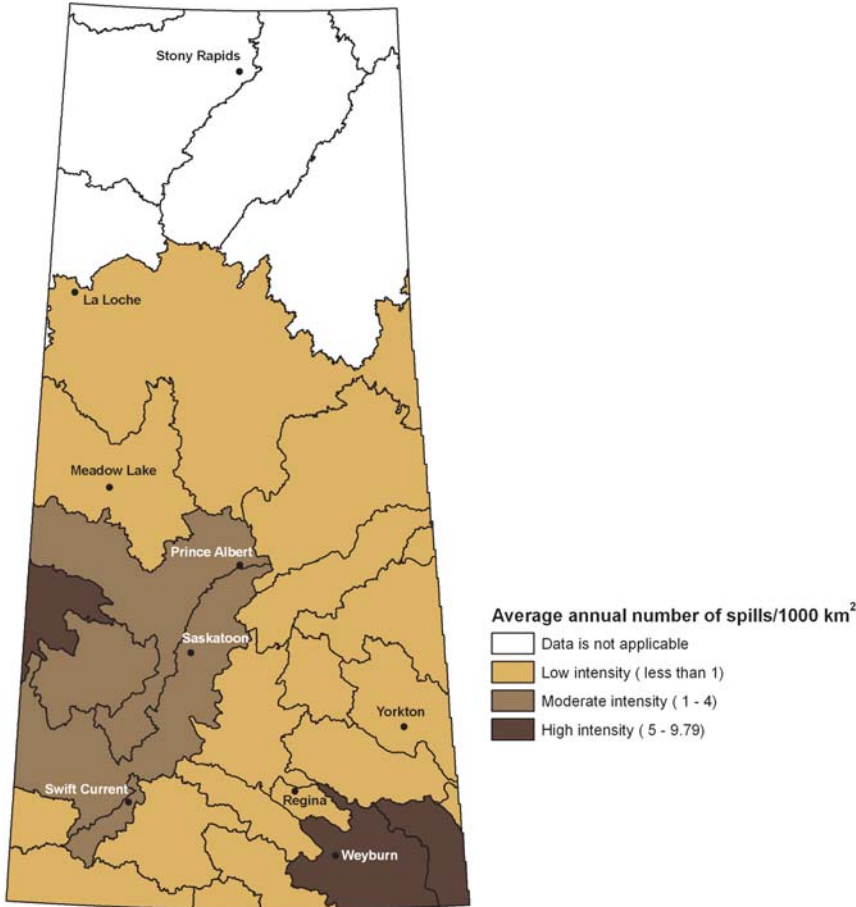 Stony Rapids
La Loche
Meadow Lake
Prince Albert
Saskatoon
Yorkton
Swift Current
Regina
Weyburn
Average annual number of spills/1000 km²
Data is not applicable
Low intensity ( less than 1)
Moderate intensity ( 1 - 4)
High intensity ( 5 - 9.79)